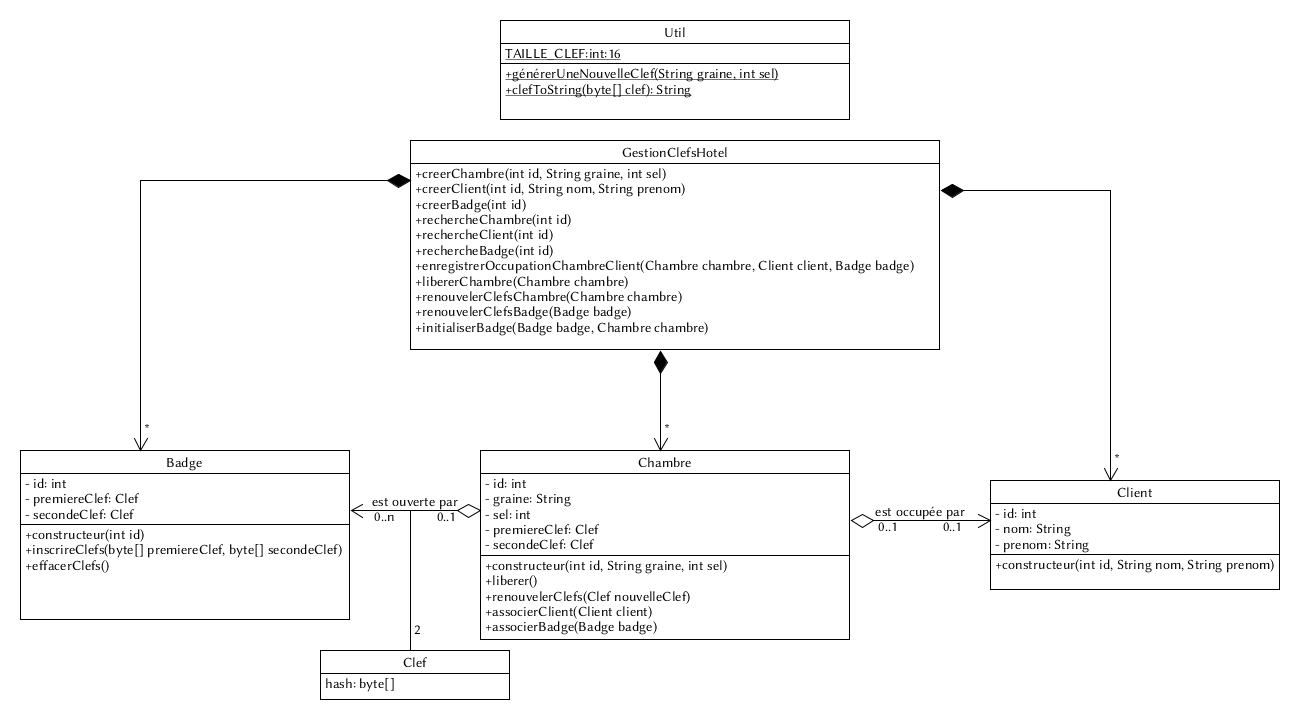 Util
TAILLE_CLEF:int:16
+générerUneNouvelleClef(String graine, int sel)
+clefToString(byte[] clef): String
GestionClefsHotel
+creerChambre(int id, String graine, int sel)
+creerClient(int id, String nom, String prenom)
+creerBadge(int id)
+rechercheChambre(int id)
+rechercheClient(int id)
+rechercheBadge(int id)
+enregistrerOccupationChambreClient(Chambre chambre, Client client, Badge badge)
+libererChambre(Chambre chambre)
+renouvelerClefsChambre(Chambre chambre)
+renouvelerClefsBadge(Badge badge)
+initialiserBadge(Badge badge, Chambre chambre)
*
*
*
Badge
- id: int
- premiereClef: Clef
- secondeClef: Clef
+constructeur(int id)
+inscrireClefs(byte[] premiereClef, byte[] secondeClef)
+effacerClefs()
est ouverte par
0..n 0..1
Chambre
- id: int
- graine: String
- sel: int
- premiereClef: Clef
- secondeClef: Clef
+constructeur(int id, String graine, int sel)
+liberer()
+renouvelerClefs(Clef nouvelleClef)
+associerClient(Client client)
+associerBadge(Badge badge)
est occupée par
0..1 0..1
Client
- id: int
- nom: String
- prenom: String
+constructeur(int id, String nom, String prenom)
2
Clef
hash: byte[]